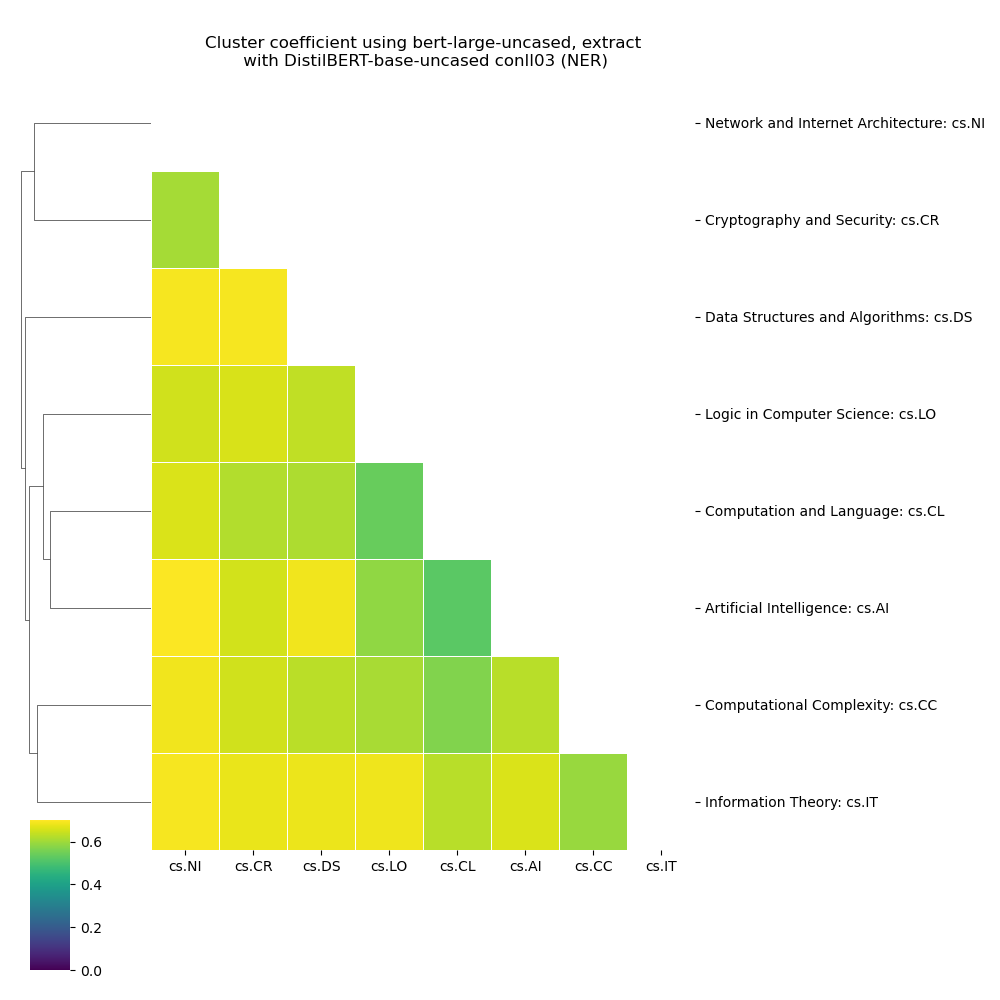 Cluster coefficient using bert-large-uncased, extract
with DistilBERT-base-uncased conll03 (NER)
Network and Internet Architecture: cs.NI
Cryptography and Security: cs.CR
Data Structures and Algorithms: cs.DS
Logic in Computer Science: cs.LO
Computation and Language: cs.CL
Artificial Intelligence: cs.AI
Computational Complexity: cs.CC
Information Theory: cs.IT
cs.NI cs.CR cs.DS cs.LO cs.CL cs.AI cs.CC cs.IT
0.6
0.4
0.2
0.0